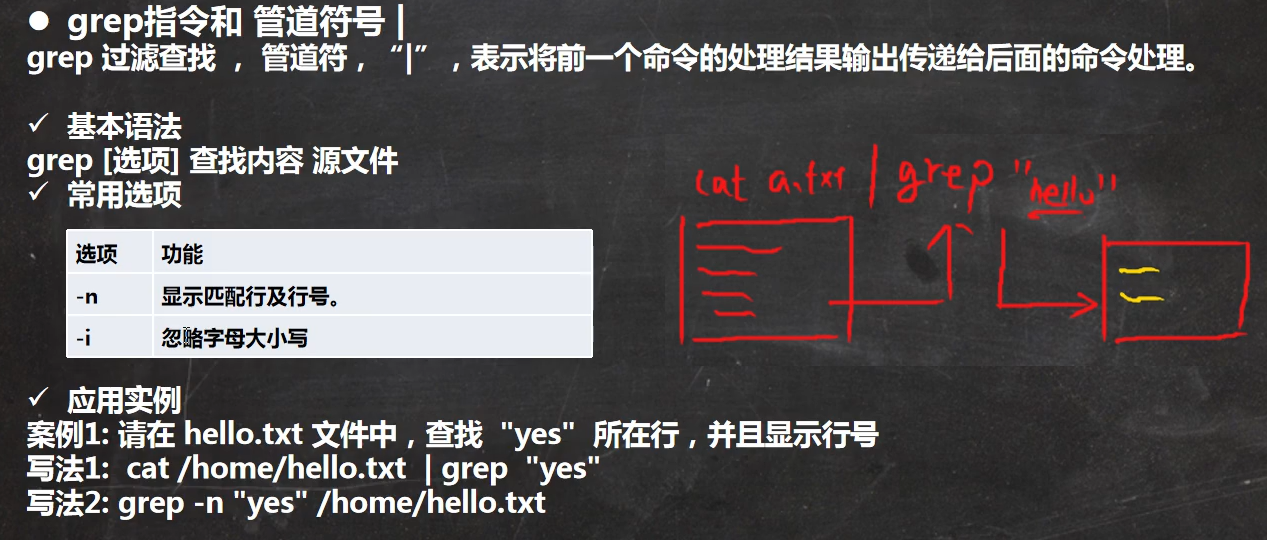 ● grep指令和 管道符号 |
grep 过滤查找 ， 管道符， “|” ，表示将前一个命令的处理结果输出传递给后面的命令处理。
✓ 基本语法
grep [选项] 查找内容 源文件
✓ 常用选项
选项 功能
-n 显示匹配行及行号。
-i 忽略字母大小写
cat a.txt | grep "hello"
✓ 应用实例
案例1: 请在 hello.txt 文件中，查找 "yes" 所在行，并且显示行号
写法1: cat /home/hello.txt | grep "yes"
写法2: grep -n "yes" /home/hello.txt